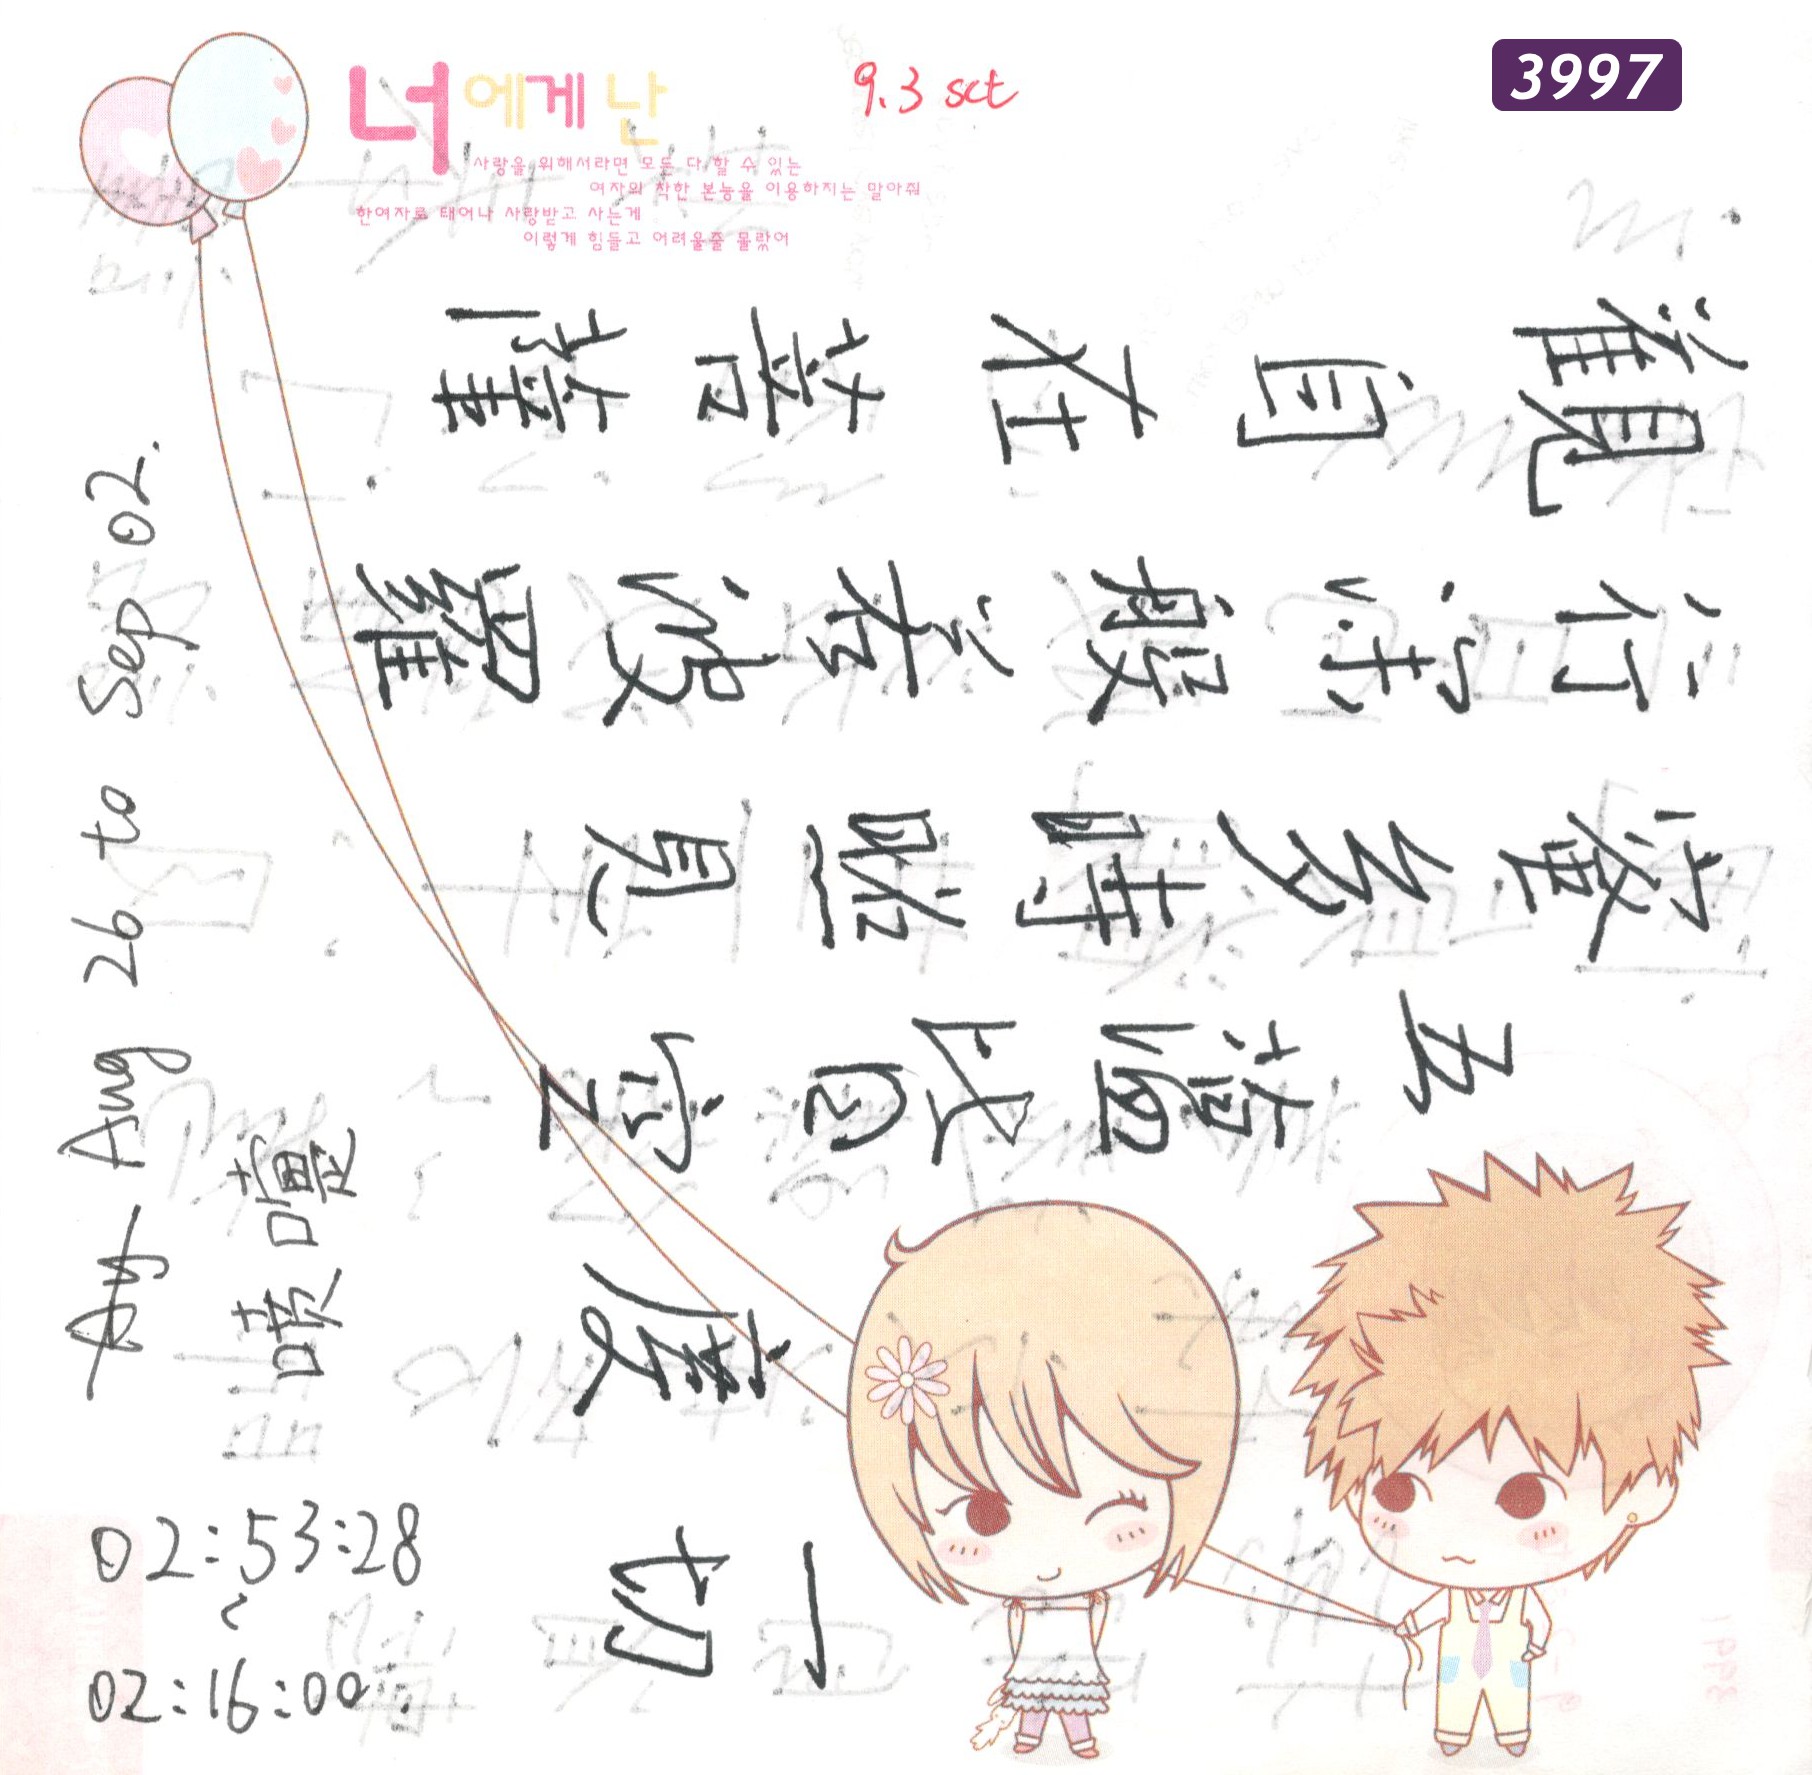 너에게 난
9.3 sct
3997
사랑을 위해서라면 모든 다 할 수 있는
여자의 착한 본능을 이용하지는 말아줘
한여자로 태어나 사랑받고 사는게
이렇게 힘들고 어려울줄 몰랐어
觀自在菩薩
行深般若波羅
蜜多時照見
五蘊皆空
度
一切
Aug 26 to Sep 02.
噴嚏
02:53:28
~
02:16:00